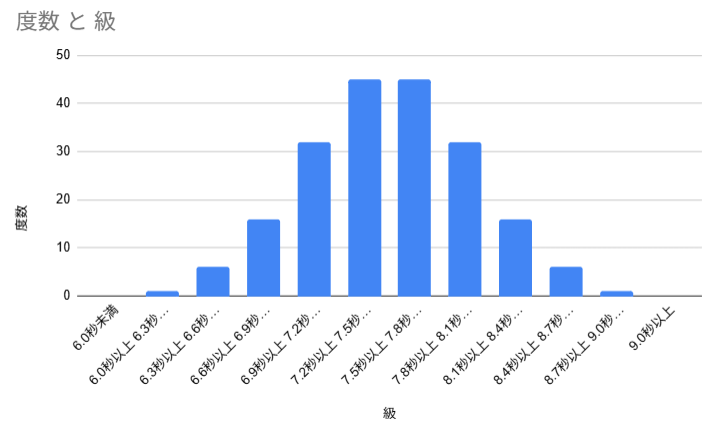 度数 と 級
50
40
30
20
10
0
度数
6.0秒未満
6.0秒以上 6.3秒…
6.3秒以上 6.6秒…
6.6秒以上 6.9秒…
6.9秒以上 7.2秒…
7.2秒以上 7.5秒…
7.5秒以上 7.8秒…
7.8秒以上 8.1秒…
8.1秒以上 8.4秒…
8.4秒以上 8.7秒…
8.7秒以上 9.0秒…
9.0秒以上
級